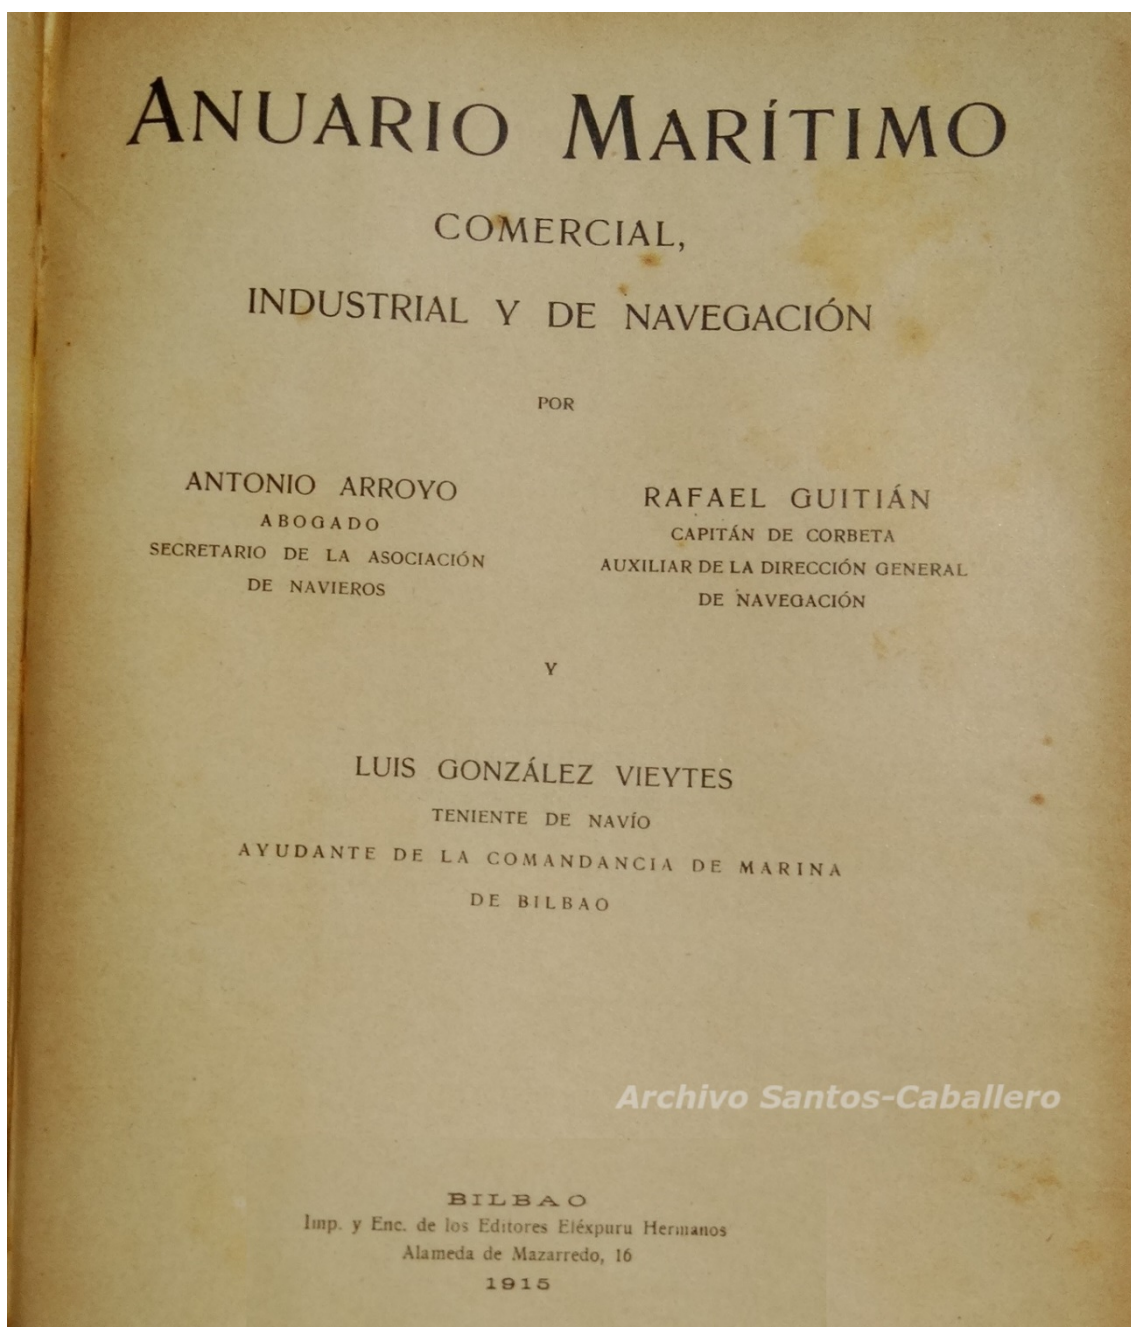 ANUARIO MARÍTIMO
COMERCIAL,
INDUSTRIAL Y DE NAVEGACIÓN
POR
ANTONIO ARROYO
ABOGADO
SECRETARIO DE LA ASOCIACIÓN
DE NAVIEROS
RAFAEL GUITIÁN
CAPITÁN DE CORBETA
AUXILIAR DE LA DIRECCIÓN GENERAL
DE NAVEGACIÓN
Y
LUIS GONZÁLEZ VIEYTES
TENIENTE DE NAVÍO
AYUDANTE DE LA COMANDANCIA DE MARINA
DE BILBAO
Archivo Santos-Caballero
BILBAO
Imp. y Enc. de los Editores Eléxpuru Hermanos
Alameda de Mazarredo, 16
1915